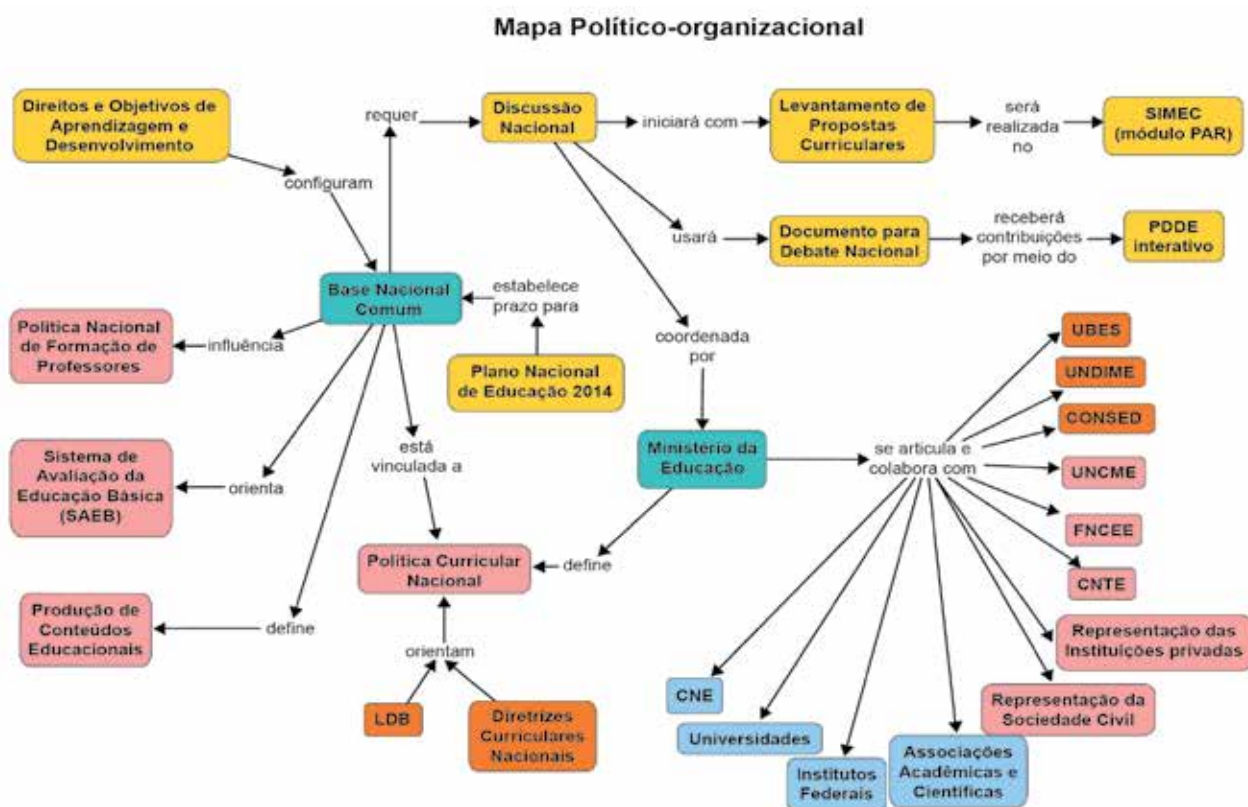 Mapa Político-organizacional
Direitos e Objetivos de
Aprendizagem e
Desenvolvimento
configuram
requer
Discussão
Nacional
iniciará com
Levantamento de
Propostas
Curriculares
será
realizada
no
SIMEC
(módulo PAR)
usará
Documento para
Debate Nacional
receberá
contribuições
por meio do
PDDE
interativo
Base Nacional
Comum
estabelece
prazo para
Plano Nacional
de Educação 2014
Política Nacional
de Formação de
Professores
influência
coordenada
por
Ministério da
Educação
se articula e
colabora com
UBES
UNDIME
CONSED
UNCME
FNCEE
CNTE
Representação das
Instituições privadas
Representação da
Sociedade Civil
Associações
Acadêmicas e
Científicas
Institutos
Federais
Universidades
CNE
Sistema de
Avaliação da
Educação Básica
(SAEB)
orienta
está
vinculada a
Política Curricular
Nacional
define
Produção de
Conteúdos
Educacionais
define
orientam
LDB
Diretrizes
Curriculares
Nacionais